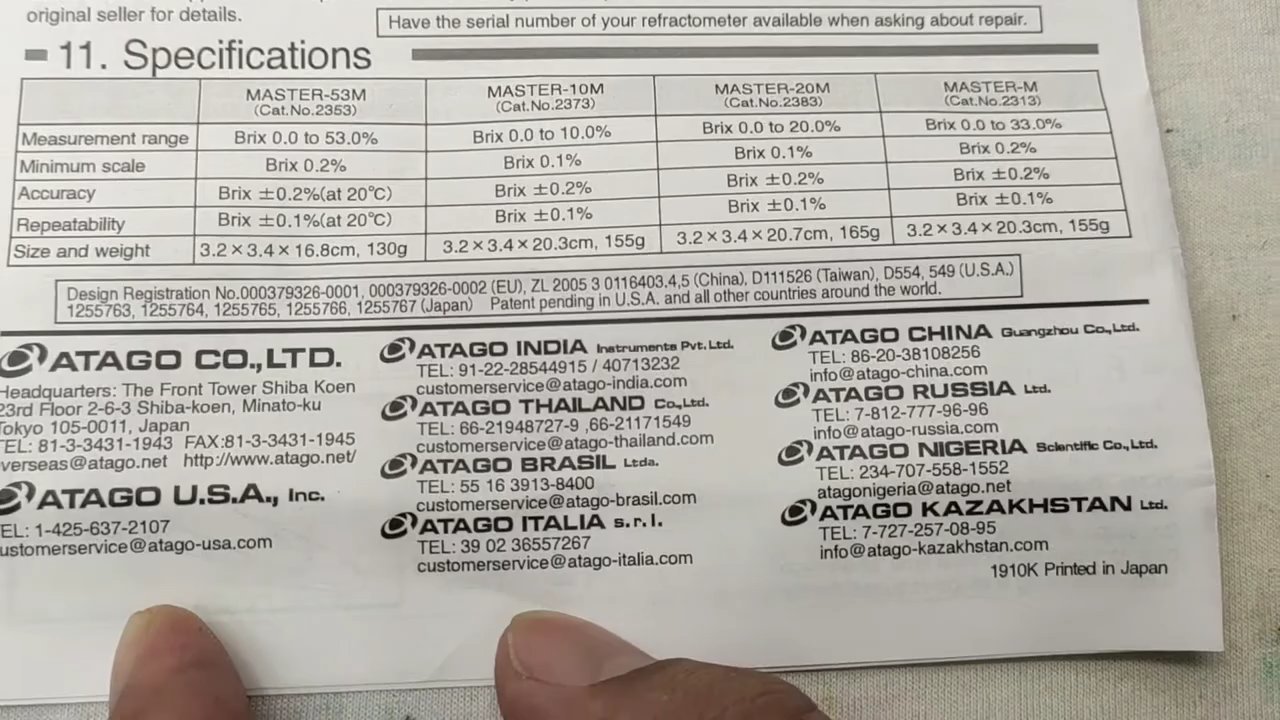 original seller for details.
Have the serial number of your refractometer available when asking about repair.
11. Specifications
MASTER-53M (Cat.No.2353) MASTER-10M (Cat.No.2373) MASTER-20M (Cat.No.2383) MASTER-M (Cat.No.2313)
Measurement range Brix 0.0 to 53.0% Brix 0.0 to 10.0% Brix 0.0 to 20.0% Brix 0.0 to 33.0%
Minimum scale Brix 0.2% Brix 0.1% Brix 0.1% Brix 0.2%
Accuracy Brix ±0.2%(at 20°C) Brix ±0.2% Brix ±0.2% Brix ±0.2%
Repeatability Brix ±0.1%(at 20°C) Brix ±0.1% Brix ±0.1% Brix ±0.1%
Size and weight 3.2×3.4×16.8cm, 130g 3.2×3.4×20.3cm, 155g 3.2×3.4×20.7cm, 165g 3.2×3.4×20.3cm, 155g
Design Registration No.000379326-0001, 000379326-0002 (EU), ZL 2005 3 0116403.4,5 (China), D111526 (Taiwan), D554, 549 (U.S.A.)
1255763, 1255764, 1255765, 1255766, 1255767 (Japan) Patent pending in U.S.A. and all other countries around the world.
ATAGO CO.,LTD.
Headquarters: The Front Tower Shiba Koen
23rd Floor 2-6-3 Shiba-koen, Minato-ku
Tokyo 105-0011, Japan
TEL: 81-3-3431-1943 FAX:81-3-3431-1945
verseas@atago.net http://www.atago.net/
ATAGO U.S.A., Inc.
EL: 1-425-637-2107
ustomerservice@atago-usa.com
ATAGO INDIA Instruments Pvt. Ltd.
TEL: 91-22-28544915 / 40713232
customerservice@atago-india.com
ATAGO THAILAND Co.,Ltd.
TEL: 66-21948727-9 ,66-21171549
customerservice@atago-thailand.com
ATAGO BRASIL Ltda.
TEL: 55 16 3913-8400
customerservice@atago-brasil.com
ATAGO ITALIA s.r.l.
TEL: 39 02 36557267
customerservice@atago-italia.com
ATAGO CHINA Guangzhou Co.,Ltd.
TEL: 86-20-38108256
info@atago-china.com
ATAGO RUSSIA Ltd.
TEL: 7-812-777-96-96
info@atago-russia.com
ATAGO NIGERIA Scientific Co.,Ltd.
TEL: 234-707-558-1552
atagonigeria@atago.net
ATAGO KAZAKHSTAN Ltd.
TEL: 7-727-257-08-95
info@atago-kazakhstan.com
1910K Printed in Japan